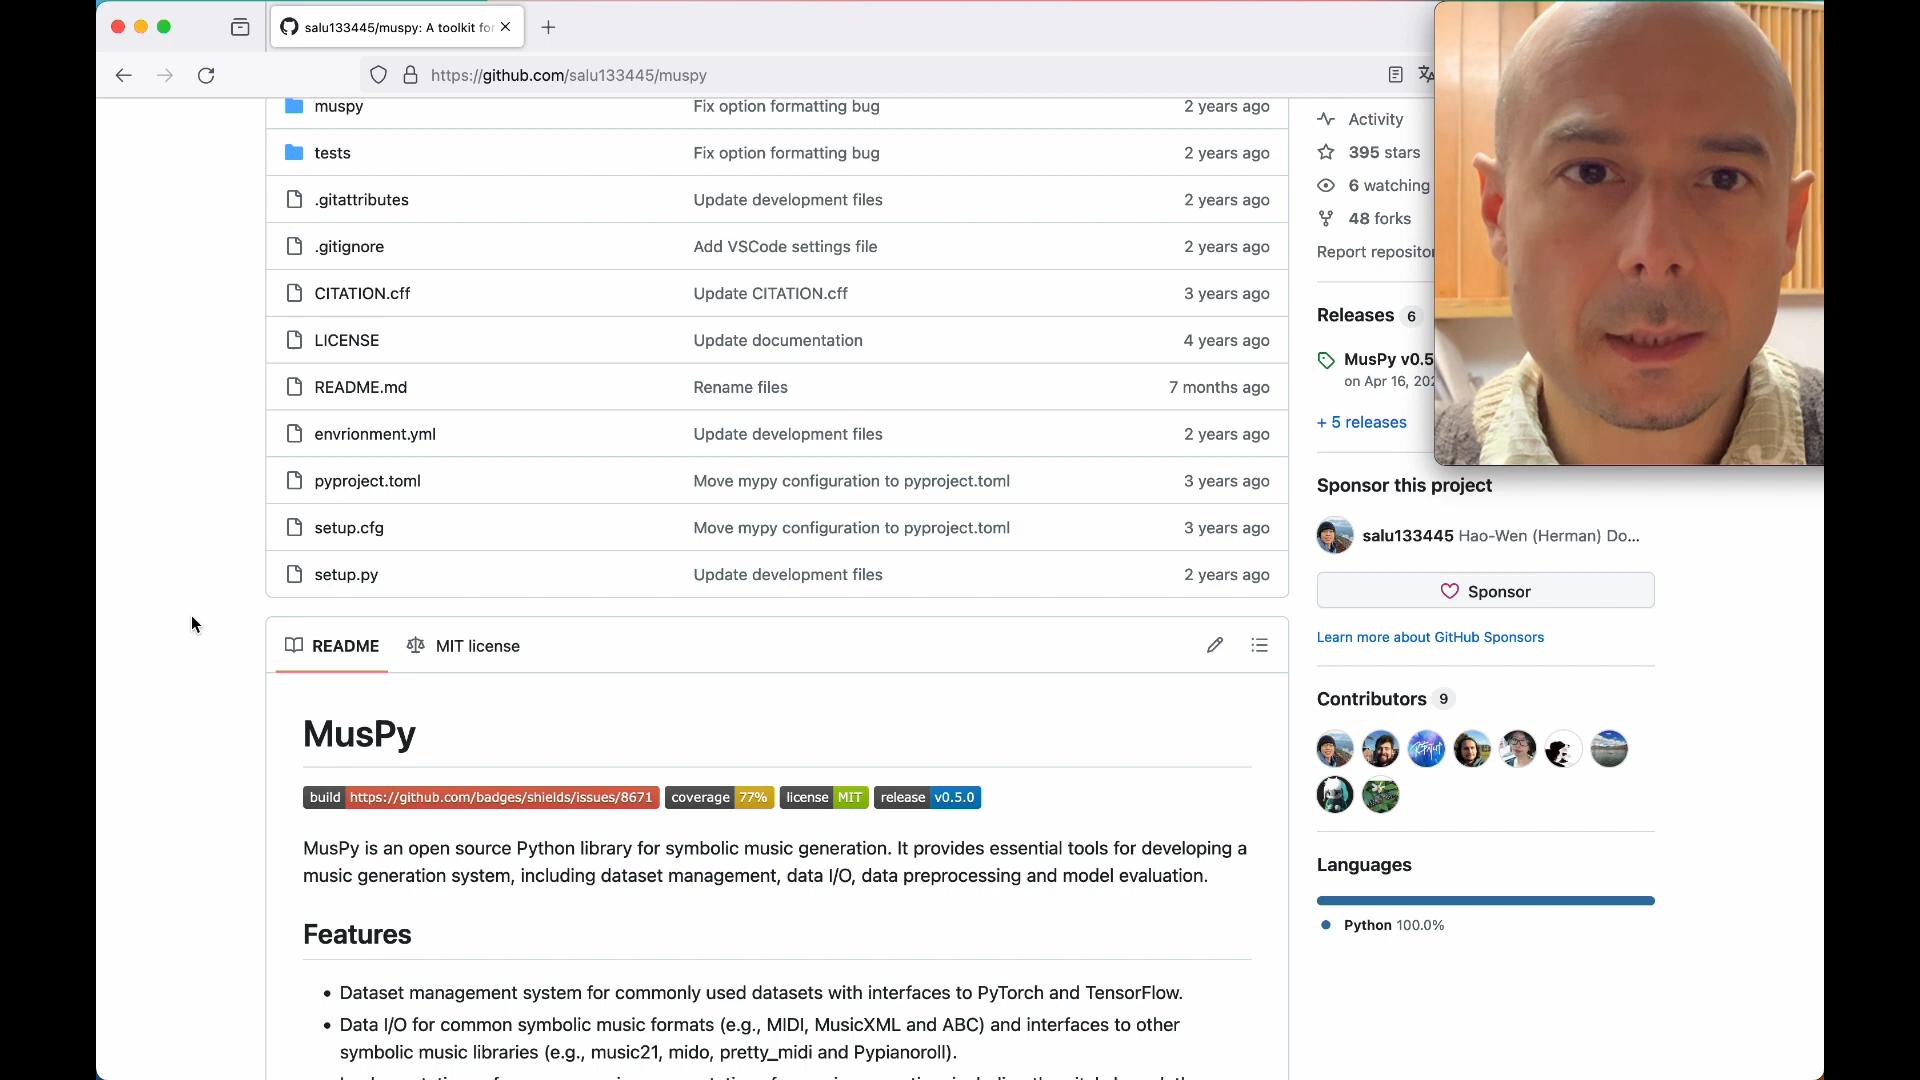 salu133445/muspy: A toolkit for
https://github.com/salu133445/muspy
muspy Fix option formatting bug 2 years ago
tests Fix option formatting bug 2 years ago
.gitattributes Update development files 2 years ago
.gitignore Add VSCode settings file 2 years ago
CITATION.cff Update CITATION.cff 3 years ago
LICENSE Update documentation 4 years ago
README.md Rename files 7 months ago
envrionment.yml Update development files 2 years ago
pyproject.toml Move mypy configuration to pyproject.toml 3 years ago
setup.cfg Move mypy configuration to pyproject.toml 3 years ago
setup.py Update development files 2 years ago
README MIT license
MusPy
build https://github.com/badges/shields/issues/8671 coverage 77% license MIT release v0.5.0
MusPy is an open source Python library for symbolic music generation. It provides essential tools for developing a
music generation system, including dataset management, data I/O, data preprocessing and model evaluation.
Features
• Dataset management system for commonly used datasets with interfaces to PyTorch and TensorFlow.
• Data I/O for common symbolic music formats (e.g., MIDI, MusicXML and ABC) and interfaces to other
symbolic music libraries (e.g., music21, mido, pretty_midi and Pypianoroll).
Activity
395 stars
6 watching
48 forks
Report
Releases 6
MusPy v0.5
on Apr 16,
+ 5 releases
Sponsor this project
salu133445 Hao-Wen (Herman) Do...
Sponsor
Learn more about GitHub Sponsors
Contributors 9
Languages
Python 100.0%